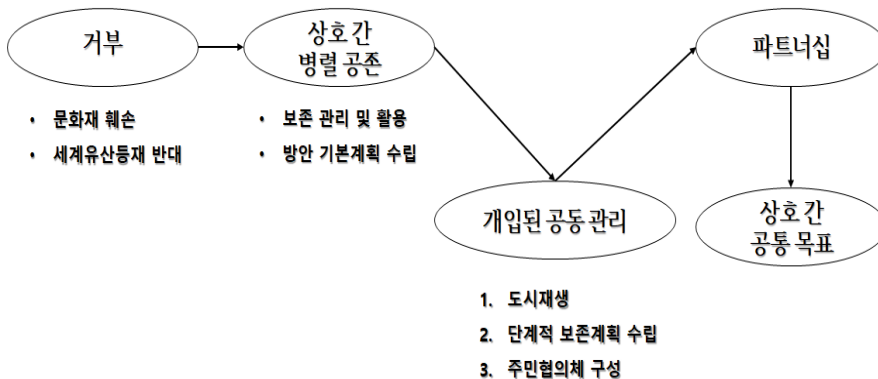 거부
상호 간
병렬 공존
파트너십
• 문화재 훼손
• 세계유산등재 반대
• 보존 관리 및 활용
• 방안 기본계획 수립
개입된 공동 관리
상호 간
공통 목표
1. 도시재생
2. 단계적 보존계획 수립
3. 주민협의체 구성